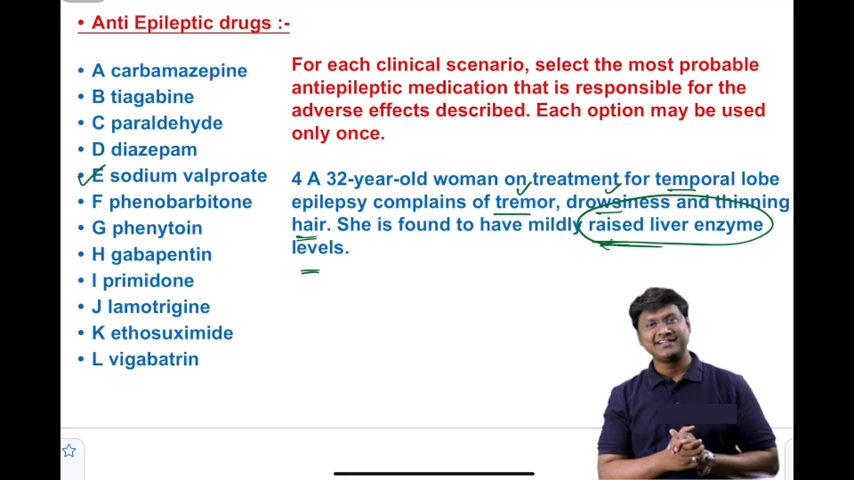 • Anti Epileptic drugs :-
• A carbamazepine
• B tiagabine
• C paraldehyde
• D diazepam
• E sodium valproate
• F phenobarbitone
• G phenytoin
• H gabapentin
• I primidone
• J lamotrigine
• K ethosuximide
• L vigabatrin
For each clinical scenario, select the most probable
antiepileptic medication that is responsible for the
adverse effects described. Each option may be used
only once.
4 A 32-year-old woman on treatment for temporal lobe
epilepsy complains of tremor, drowsiness and thinning
hair. She is found to have mildly raised liver enzyme
levels.